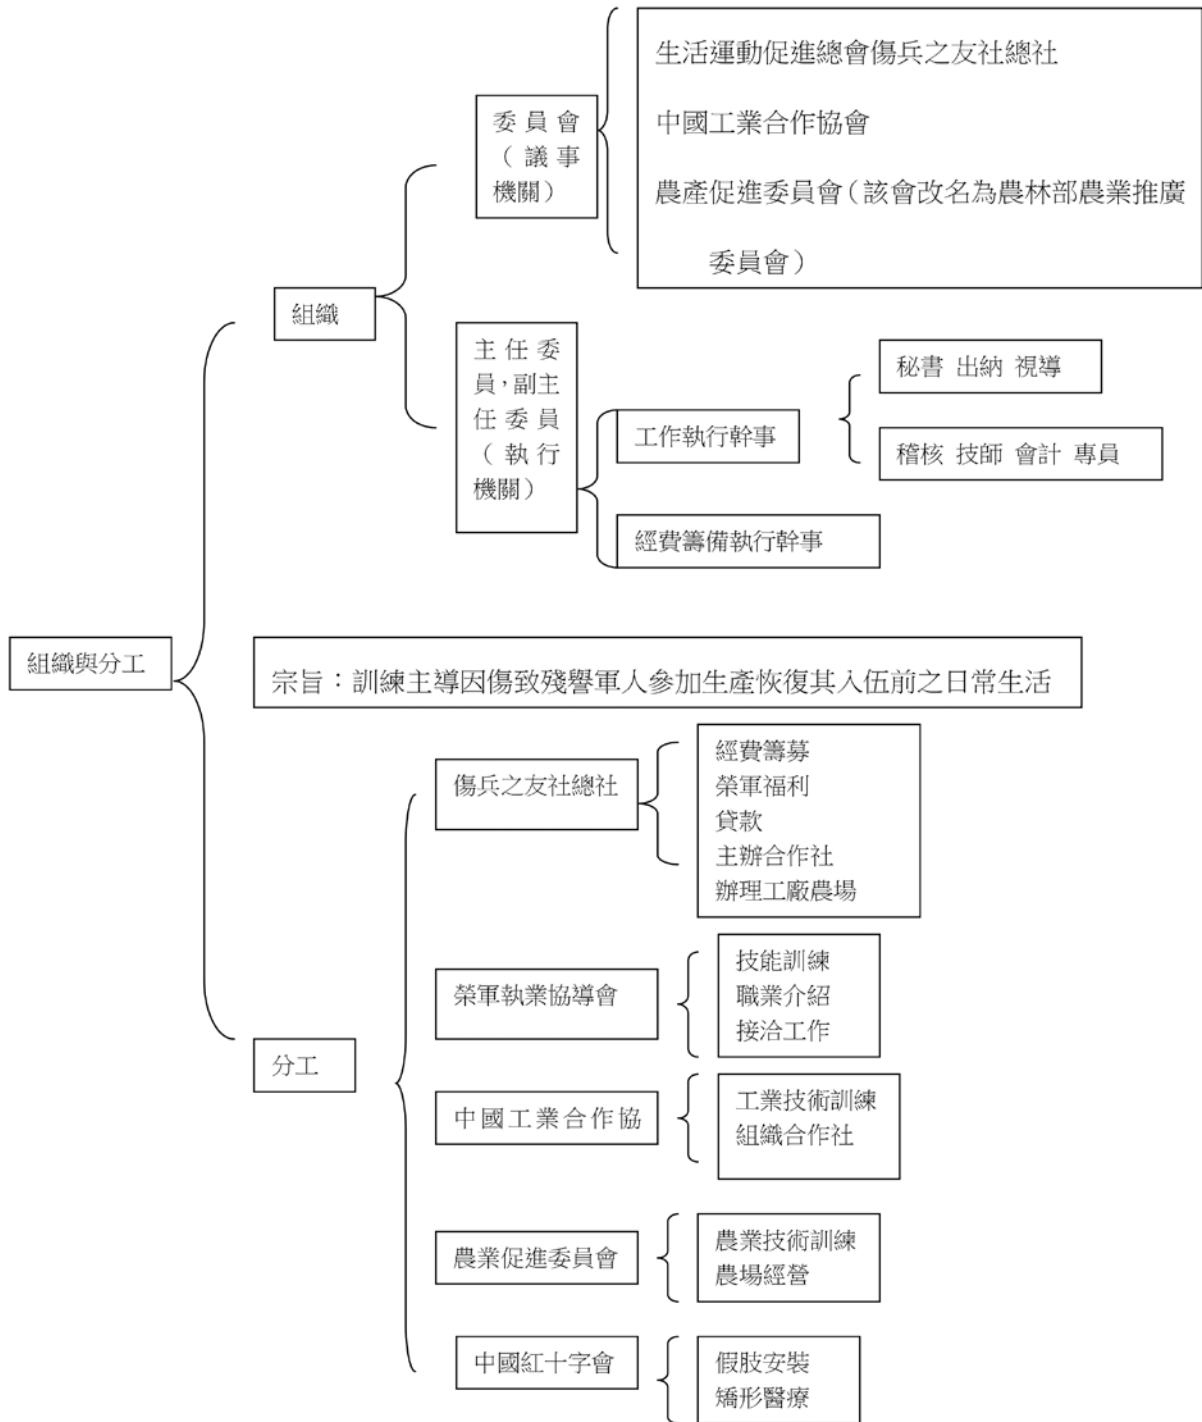 生活運動促進總會傷兵之友社總社
中國工業合作協會
農產促進委員會（該會改名為農林部農業推廣
委員會）
委員會
（議事
機關）
組織
主任委
員，副主
任委員
（執行
機關）
工作執行幹事
秘書 出納 視導
稽核 技師 會計 專員
經費籌備執行幹事
組織與分工
宗旨：訓練主導因傷致殘譽軍人參加生產恢復其入伍前之日常生活
傷兵之友社總社
經費籌募
榮軍福利
貸款
主辦合作社
辦理工廠農場
榮軍執業協導會
技能訓練
職業介紹
接洽工作
分工
中國工業合作協
工業技術訓練
組織合作社
農業促進委員會
農業技術訓練
農場經營
中國紅十字會
假肢安裝
矯形醫療